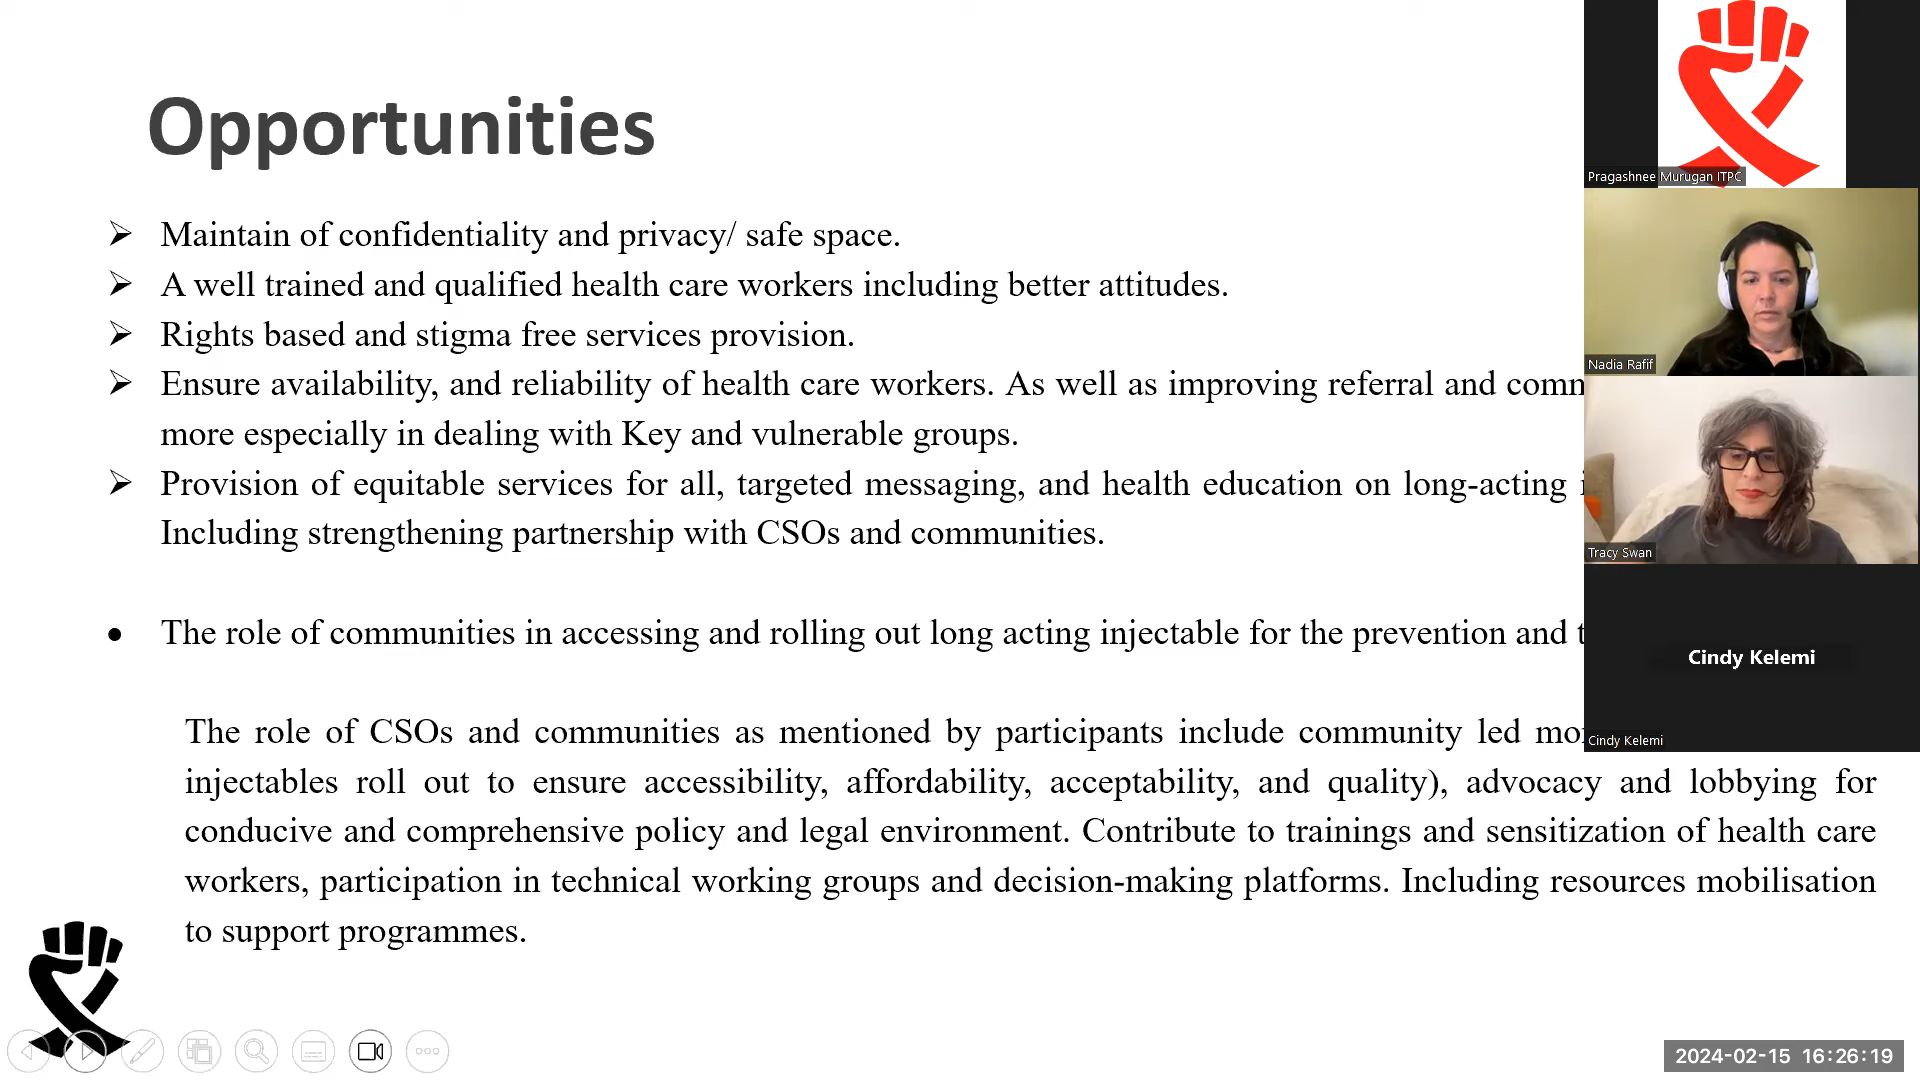 Opportunities
Maintain of confidentiality and privacy/ safe space.
A well trained and qualified health care workers including better attitudes.
Rights based and stigma free services provision.
Ensure availability, and reliability of health care workers. As well as improving referral and
more especially in dealing with Key and vulnerable groups.
Provision of equitable services for all, targeted messaging, and health education on long-acting
Including strengthening partnership with CSOs and communities.
The role of communities in accessing and rolling out long acting injectable for the prevention and
The role of CSOs and communities as mentioned by participants include community led
injectables roll out to ensure accessibility, affordability, acceptability, and quality), advocacy and lobbying for
conducive and comprehensive policy and legal environment. Contribute to trainings and sensitization of health care
workers, participation in technical working groups and decision-making platforms. Including resources mobilisation
to support programmes.
Pragashnee Murugan ITPC
Nadia Rafif
Tracy Swan
Cindy Kelemi
Cindy Kelemi
2024-02-15 16:26:19